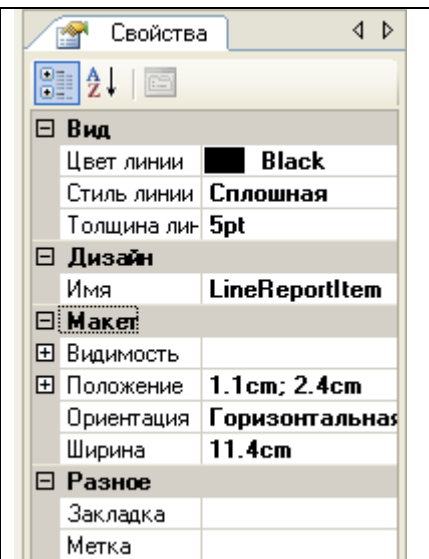 Свойства
Вид
Цвет линии Black
Стиль линии Сплошная
Толщина лин 5pt
Дизайн
Имя LineReportItem
Макет
Видимость
Положение 1.1cm; 2.4cm
Ориентация Горизонтальная
Ширина 11.4cm
Разное
Закладка
Метка